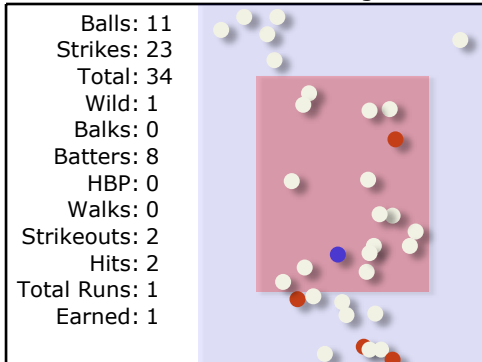 Balls: 11
Strikes: 23
Total: 34
Wild: 1
Balks: 0
Batters: 8
HBP: 0
Walks: 0
Strikeouts: 2
Hits: 2
Total Runs: 1
Earned: 1